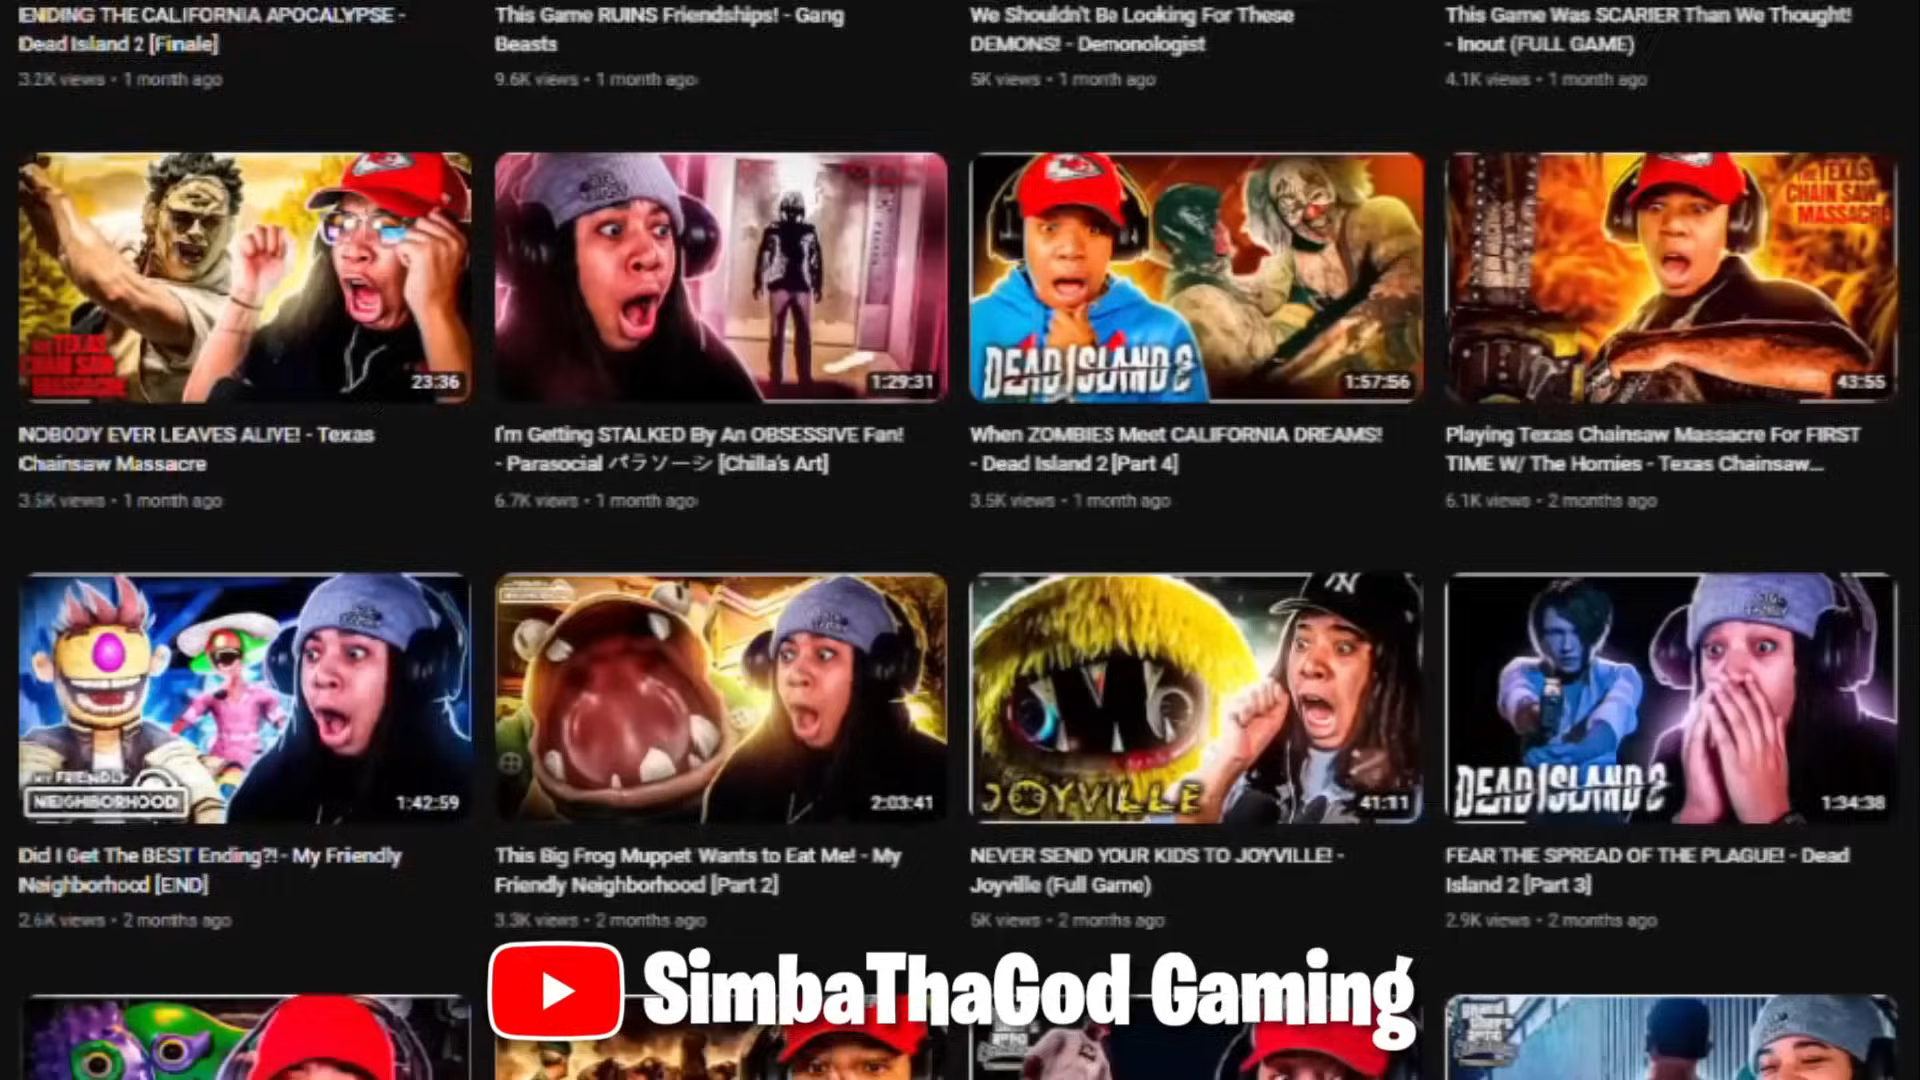 ENDING THE CALIFORNIA APOCALYPSE -
Dead Island 2 [Finale]
3.2K views • 1 month ago
This Game RUINS Friendships! - Gang
Beasts
9.6K views • 1 month ago
We Shouldn't Be Looking For These
DEMONS! - Demonologist
5K views • 1 month ago
This Game Was SCARIER Than We Thought!
- Inout (FULL GAME)
4.1K views • 1 month ago
TEXAS
CHAIN SAW
MASSACRE
23:36
1:29:31
DEAD ISLAND 2
1:57:56
THE TEXAS
CHAIN SAW
MASSACRE
43:55
NOBODY EVER LEAVES ALIVE! - Texas
Chainsaw Massacre
3.5K views • 1 month ago
I'm Getting STALKED By An OBSESSIVE Fan!
- Parasocial パラソーシ [Chilla's Art]
6.7K views • 1 month ago
When ZOMBIES Meet CALIFORNIA DREAMS!
- Dead Island 2 [Part 4]
3.5K views • 1 month ago
Playing Texas Chainsaw Massacre For FIRST
TIME W/ The Homies - Texas Chainsaw...
6.1K views • 2 months ago
MY FRIENDLY
NEIGHBORHOOD
1:42:59
2:03:41
JOYVILLE
41:11
DEAD ISLAND 2
1:34:38
Did I Get The BEST Ending?! - My Friendly
Neighborhood [END]
2.6K views • 2 months ago
This Big Frog Muppet Wants to Eat Me! - My
Friendly Neighborhood [Part 2]
3.3K views • 2 months ago
NEVER SEND YOUR KIDS TO JOYVILLE! -
Joyville (Full Game)
5K views • 2 months ago
FEAR THE SPREAD OF THE PLAGUE! - Dead
Island 2 [Part 3]
2.9K views • 2 months ago
SimbaThaGod Gaming